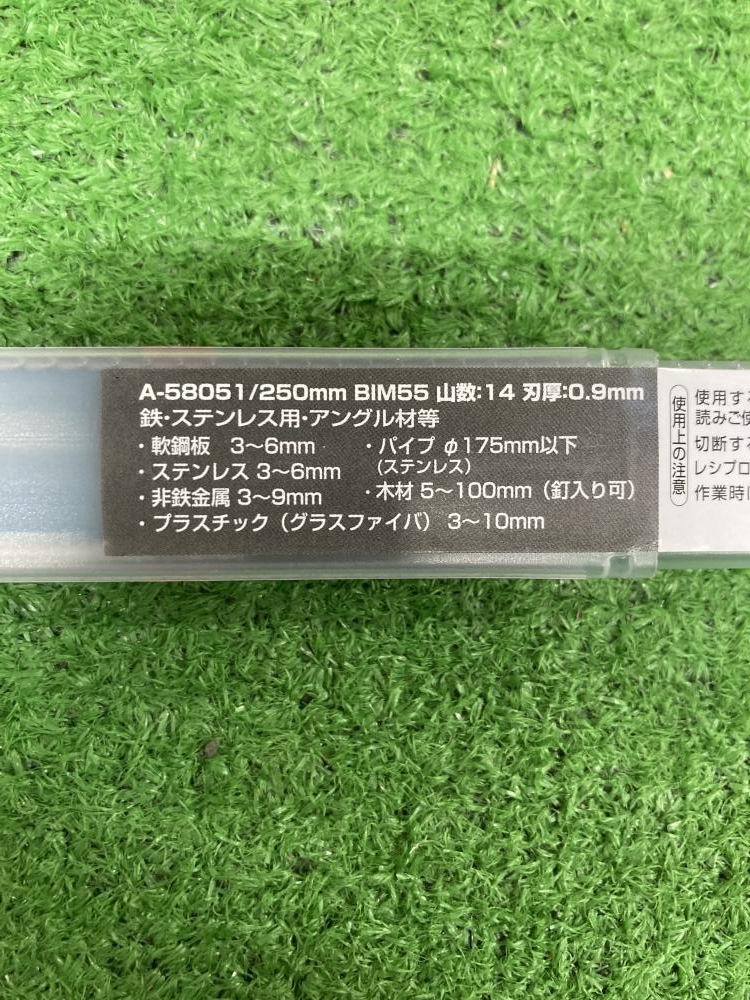 A-58051/250mm BIM55 山数:14 刃厚:0.9mm
鉄・ステンレス用・アングル材等
・軟鋼板 3〜6mm
・ステンレス 3〜6mm
・非鉄金属 3〜9mm
・プラスチック（グラスファイバ） 3〜10mm
・パイプ φ175mm以下
（ステンレス）
・木材 5〜100mm（釘入り可）
使用上の注意
使用する
読みご使
切断する
レシプロ
作業時に